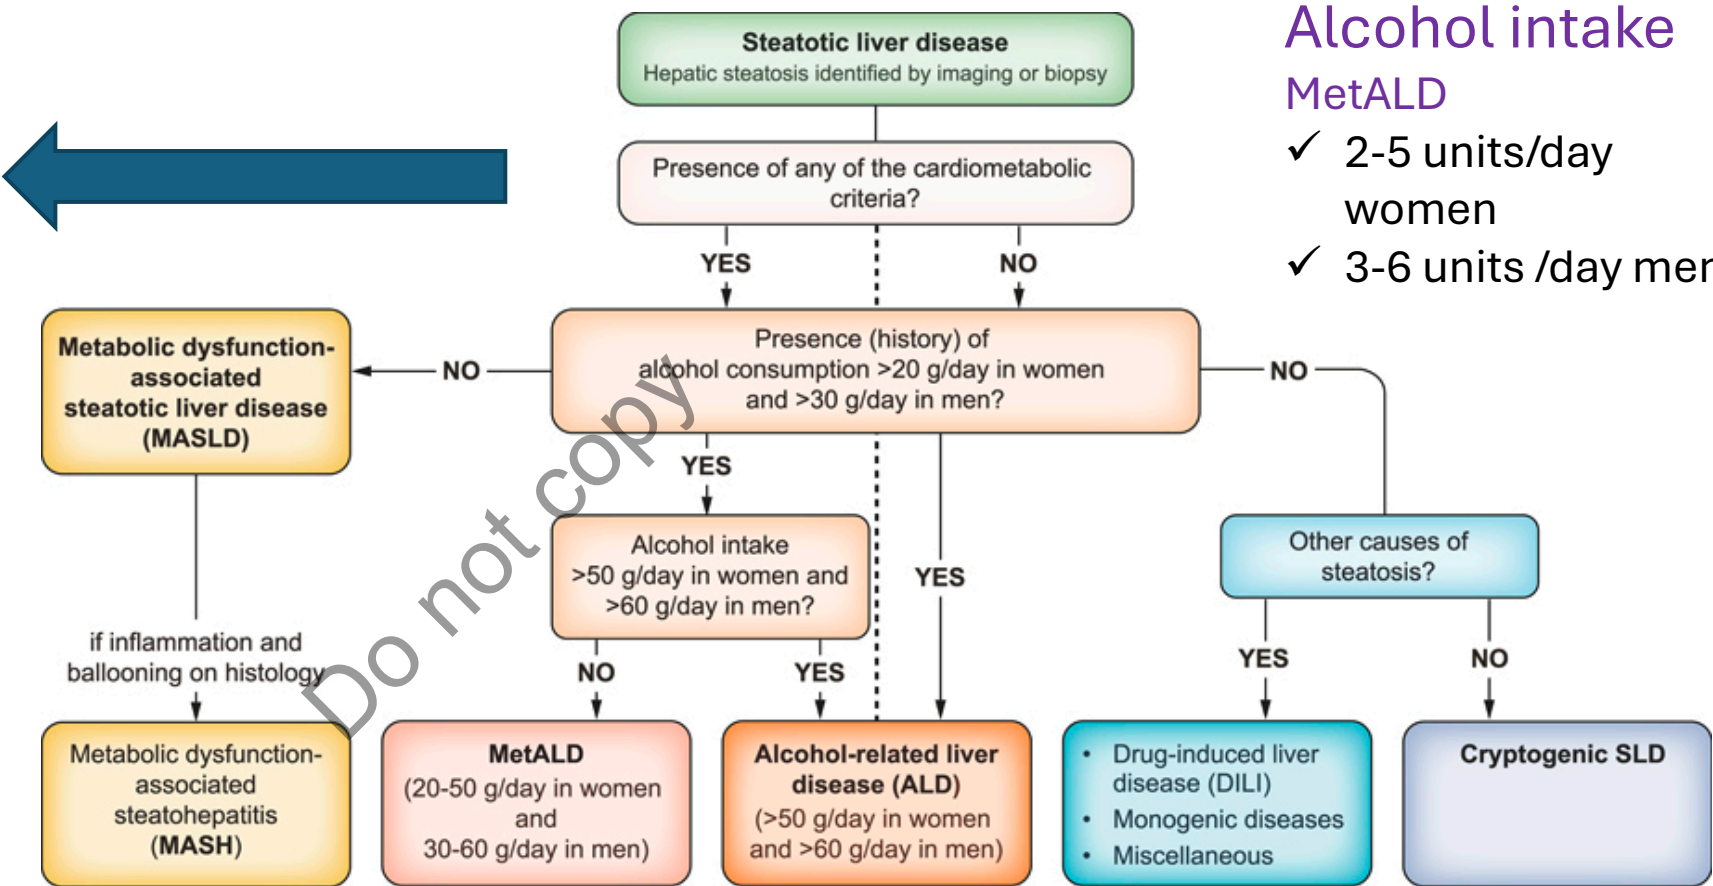 Steatotic liver disease
Hepatic steatosis identified by imaging or biopsy
Alcohol intake
MetALD
✓ 2-5 units/day
women
✓ 3-6 units /day mer
Presence of any of the cardiometabolic
criteria?
YES
NO
Metabolic dysfunction-
associated
steatotic liver disease
(MASLD)
NO
Presence (history) of
alcohol consumption >20 g/day in women
and >30 g/day in men?
NO
YES
Alcohol intake
>50 g/day in women and
>60 g/day in men?
YES
Other causes of
steatosis?
if inflammation and
ballooning on histology
NO
YES
YES
NO
Metabolic dysfunction-
associated
steatohepatitis
(MASH)
MetALD
(20-50 g/day in women
and
30-60 g/day in men)
Alcohol-related liver
disease (ALD)
(>50 g/day in women
and >60 g/day in men)
• Drug-induced liver
disease (DILI)
• Monogenic diseases
• Miscellaneous
Cryptogenic SLD
Do not copy